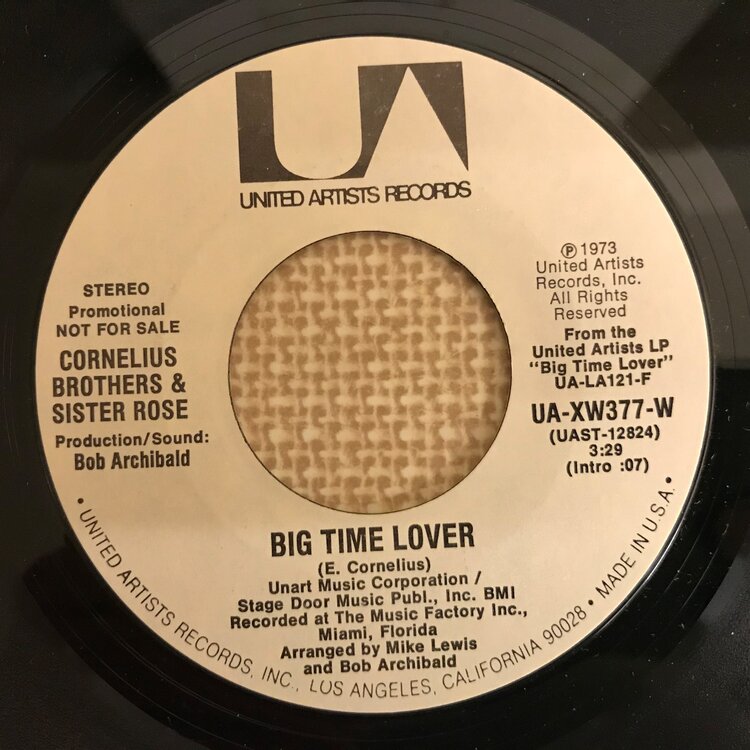 UA
UNITED ARTISTS RECORDS
STEREO
Promotional
NOT FOR SALE
CORNELIUS
BROTHERS &
SISTER ROSE
Production/Sound:
Bob Archibald
℗ 1973
United Artists
Records, Inc.
All Rights
Reserved
From the
United Artists LP
"Big Time Lover"
UA-LA121-F
UA-XW377-W
(UAST-12824)
3:29
(Intro :07)
BIG TIME LOVER
(E. Cornelius)
Unart Music Corporation /
Stage Door Music Publ., Inc. BMI
Recorded at The Music Factory Inc.,
Miami, Florida
Arranged by Mike Lewis
and Bob Archibald
• UNITED ARTISTS RECORDS, INC., LOS ANGELES, CALIFORNIA 90028 • MADE IN U.S.A. •